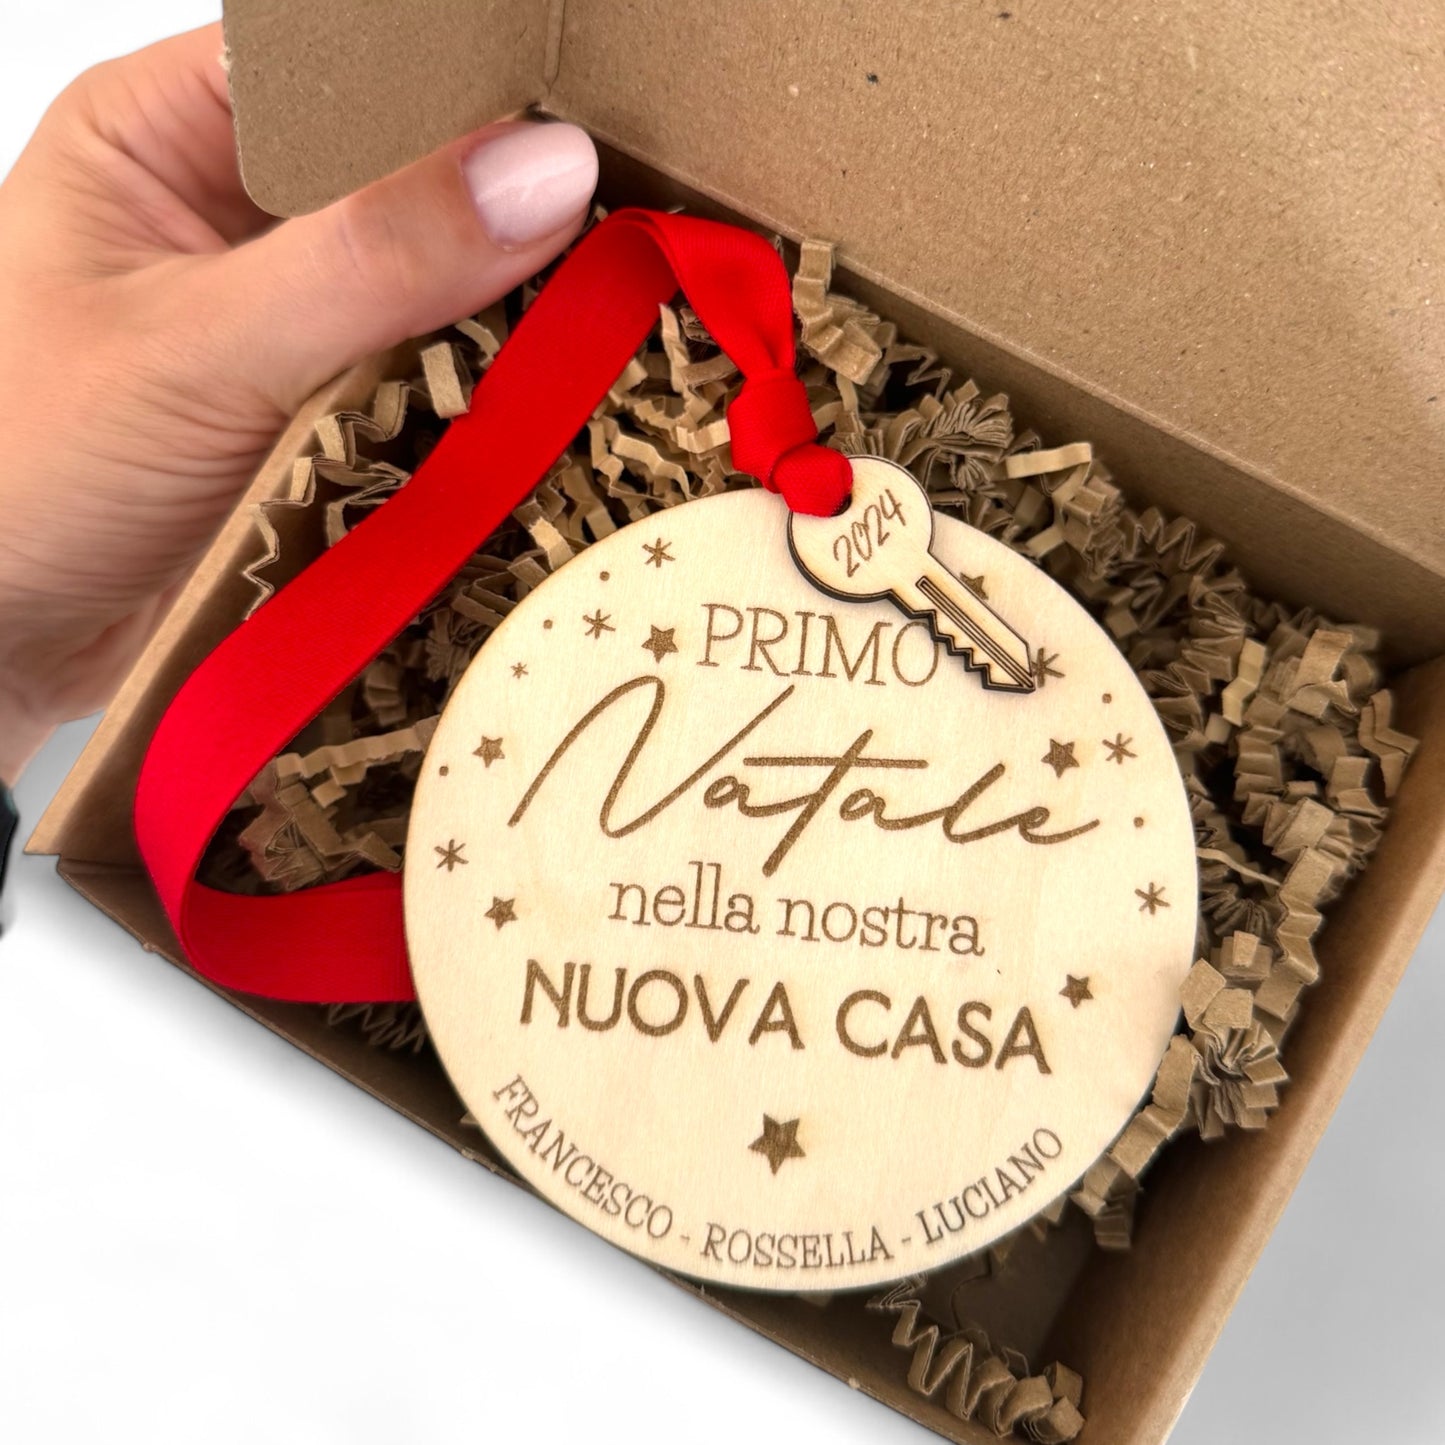 2024
PRIMO
Natale
nella nostra
NUOVA CASA
FRANCESCO - ROSSELLA - LUCIANO